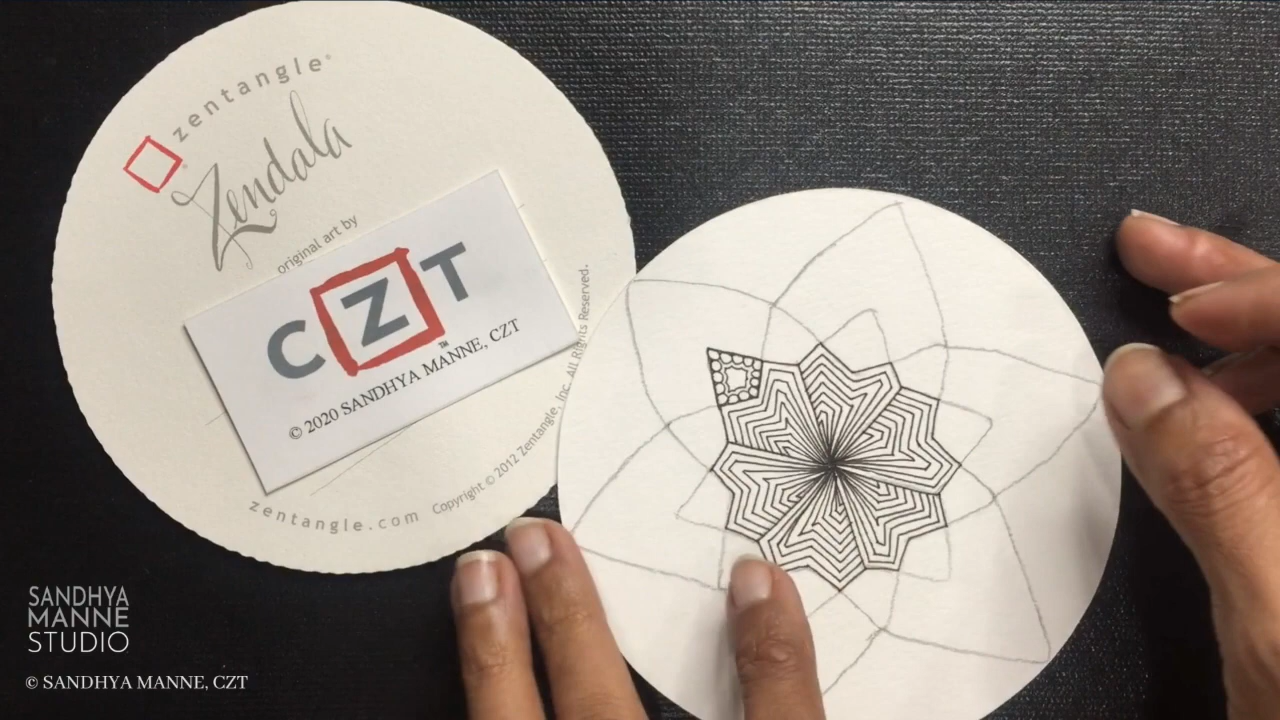 zentangle®
Zendala
original art by
CZT™
© 2020 SANDHYA MANNE, CZT
zentangle.com
Copyright © 2012 Zentangle, Inc. All Rights Reserved.
SANDHYA
MANNE
STUDIO
© SANDHYA MANNE, CZT